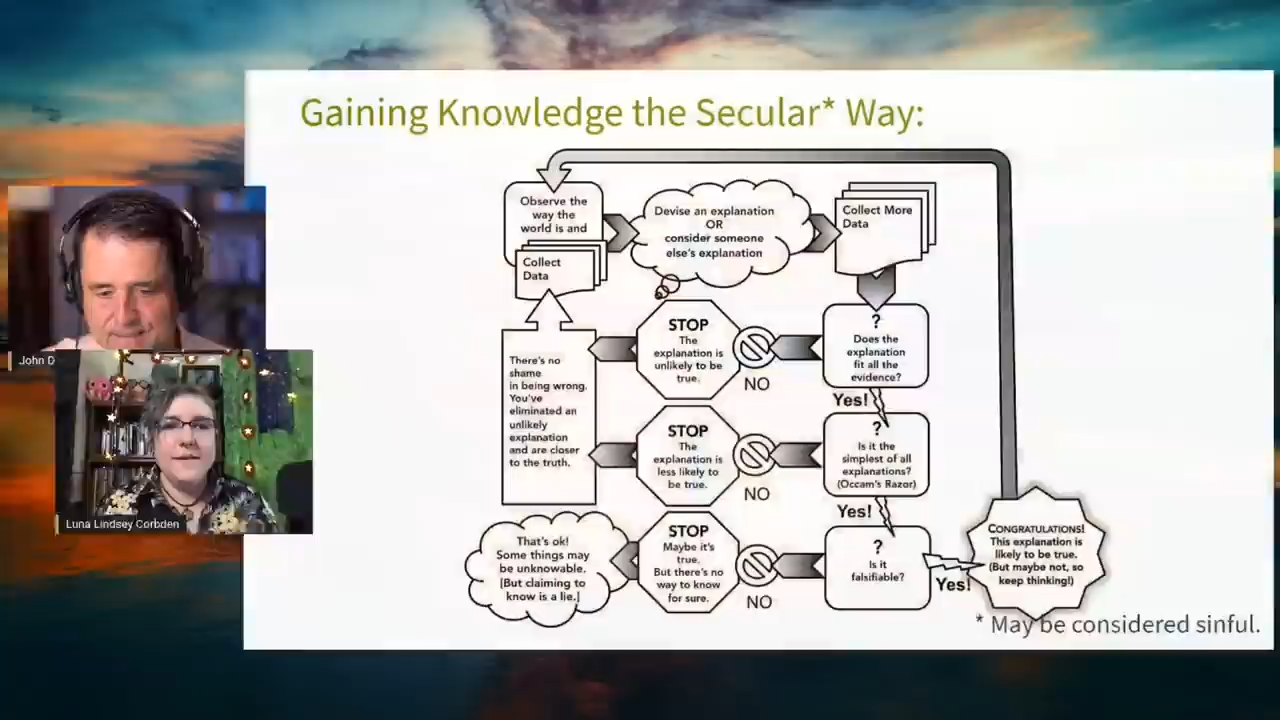 Gaining Knowledge the Secular* Way:
Observe the
way the
world is and
Collect
Data
Devise an explanation
OR
consider someone
else's explanation
Collect More
Data
?
Does the
explanation
fit all the
evidence?
Yes!
NO
STOP
The
explanation is
unlikely to be
true.
There's no
shame
in being wrong.
You've
eliminated an
unlikely
explanation
and are closer
to the truth.
?
Is it the
simplest of all
explanations?
(Occam's Razor)
Yes!
NO
STOP
The
explanation is
less likely to
be true.
?
Is it
falsifiable?
Yes!
NO
STOP
Maybe it's
true.
But there's no
way to know
for sure.
That's ok!
Some things may
be unknowable.
[But claiming to
know is a lie.]
CONGRATULATIONS!
This explanation is
likely to be true.
(But maybe not, so
keep thinking!)
* May be considered sinful.
John D
Luna Lindsey Corbden